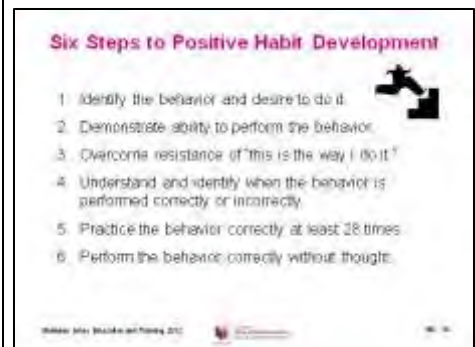 Six Steps to Positive Habit Development
1 Identify the behavior and desire to do it.
2 Demonstrate ability to perform the behavior.
3 Overcome resistance of "this is the way I do it."
4 Understand and identify when the behavior is
performed correctly or incorrectly
5 Practice the behavior correctly at least 28 times
6 Perform the behavior correctly without thought.
Education and Training